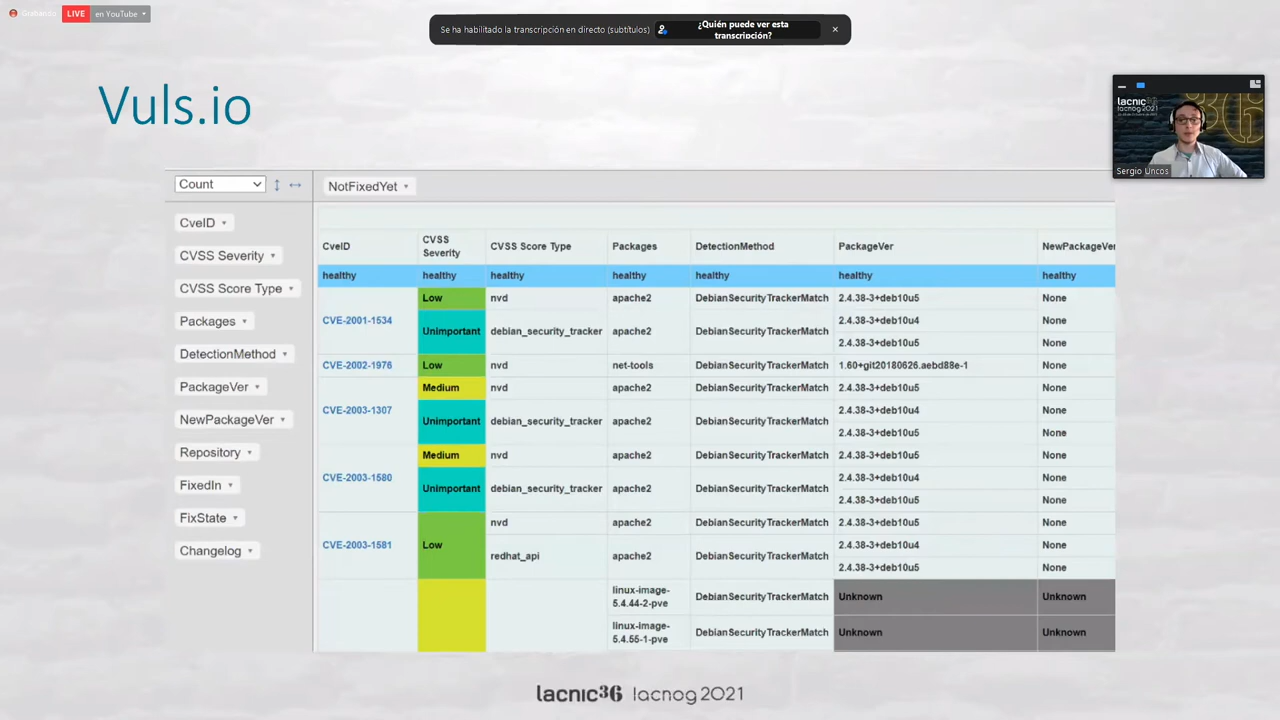 Grabando
LIVE
en YouTube
Se ha habilitado la transcripción en directo (subtítulos)
¿Quién puede ver esta
transcripción?
Vuls.io
lacnic36
lacnog 2021
Sergio Uncos
Count
NotFixedYet
CveID
CVSS Severity
CVSS Score Type
Packages
DetectionMethod
PackageVer
NewPackageVer
Repository
FixedIn
FixState
Changelog
CveID CVSS Severity CVSS Score Type Packages DetectionMethod PackageVer NewPackageVer
healthy healthy healthy healthy healthy healthy healthy
CVE-2001-1534 Low nvd apache2 DebianSecurityTrackerMatch 2.4.38-3+deb10u5 None
Unimportant debian_security_tracker apache2 DebianSecurityTrackerMatch 2.4.38-3+deb10u4 None
2.4.38-3+deb10u5 None
CVE-2002-1976 Low nvd net-tools DebianSecurityTrackerMatch 1.60+git20180626.aebd88e-1 None
CVE-2003-1307 Medium nvd apache2 DebianSecurityTrackerMatch 2.4.38-3+deb10u5 None
Unimportant debian_security_tracker apache2 DebianSecurityTrackerMatch 2.4.38-3+deb10u4 None
2.4.38-3+deb10u5 None
CVE-2003-1580 Medium nvd apache2 DebianSecurityTrackerMatch 2.4.38-3+deb10u5 None
Unimportant debian_security_tracker apache2 DebianSecurityTrackerMatch 2.4.38-3+deb10u4 None
2.4.38-3+deb10u5 None
CVE-2003-1581 Low nvd apache2 DebianSecurityTrackerMatch 2.4.38-3+deb10u5 None
redhat_api apache2 DebianSecurityTrackerMatch 2.4.38-3+deb10u4 None
2.4.38-3+deb10u5 None
linux-image-
5.4.44-2-pve DebianSecurityTrackerMatch Unknown Unknown
linux-image-
5.4.55-1-pve DebianSecurityTrackerMatch Unknown Unknown
lacnic36 lacnog 2021